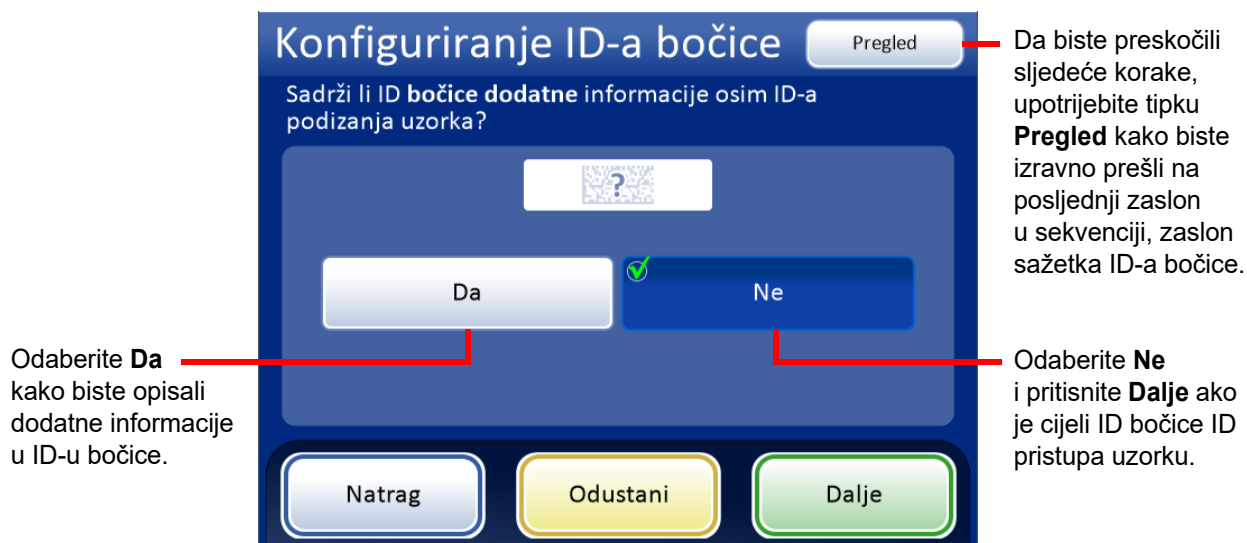 Konfiguriranje ID-a bočice
Pregled
Sadrži li ID bočice dodatne informacije osim ID-a
podizanja uzorka?
?
Da
Ne
Natrag
Odustani
Dalje
Da biste preskočili
sljedeće korake,
upotrijebite tipku
Pregled kako biste
izravno prešli na
posljednji zaslon
u sekvenciji, zaslon
sažetka ID-a bočice.
Odaberite Da
kako biste opisali
dodatne informacije
u ID-u bočice.
Odaberite Ne
i pritisnite Dalje ako
je cijeli ID bočice ID
pristupa uzorku.